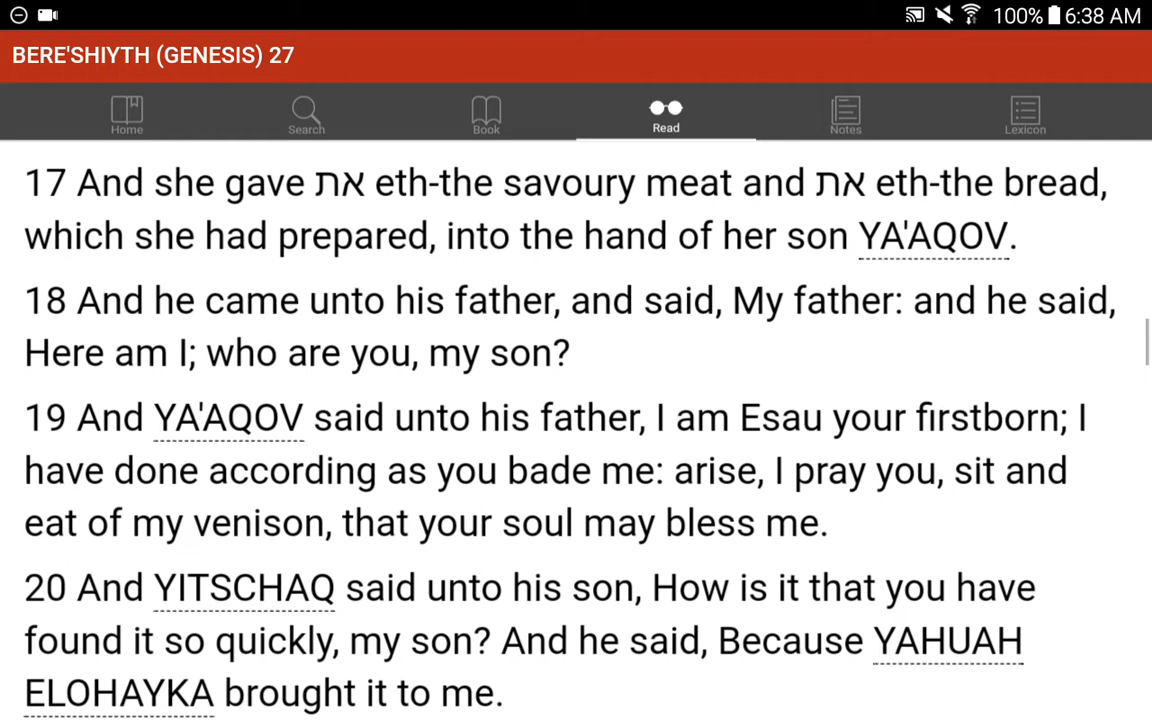 100% 6:38 AM
BERE'SHIYTH (GENESIS) 27
Home Search Book Read Notes Lexicon
17 And she gave את eth-the savoury meat and את eth-the bread,
which she had prepared, into the hand of her son YA'AQOV.
18 And he came unto his father, and said, My father: and he said,
Here am I; who are you, my son?
19 And YA'AQOV said unto his father, I am Esau your firstborn; I
have done according as you bade me: arise, I pray you, sit and
eat of my venison, that your soul may bless me.
20 And YITSCHAQ said unto his son, How is it that you have
found it so quickly, my son? And he said, Because YAHUAH
ELOHAYKA brought it to me.